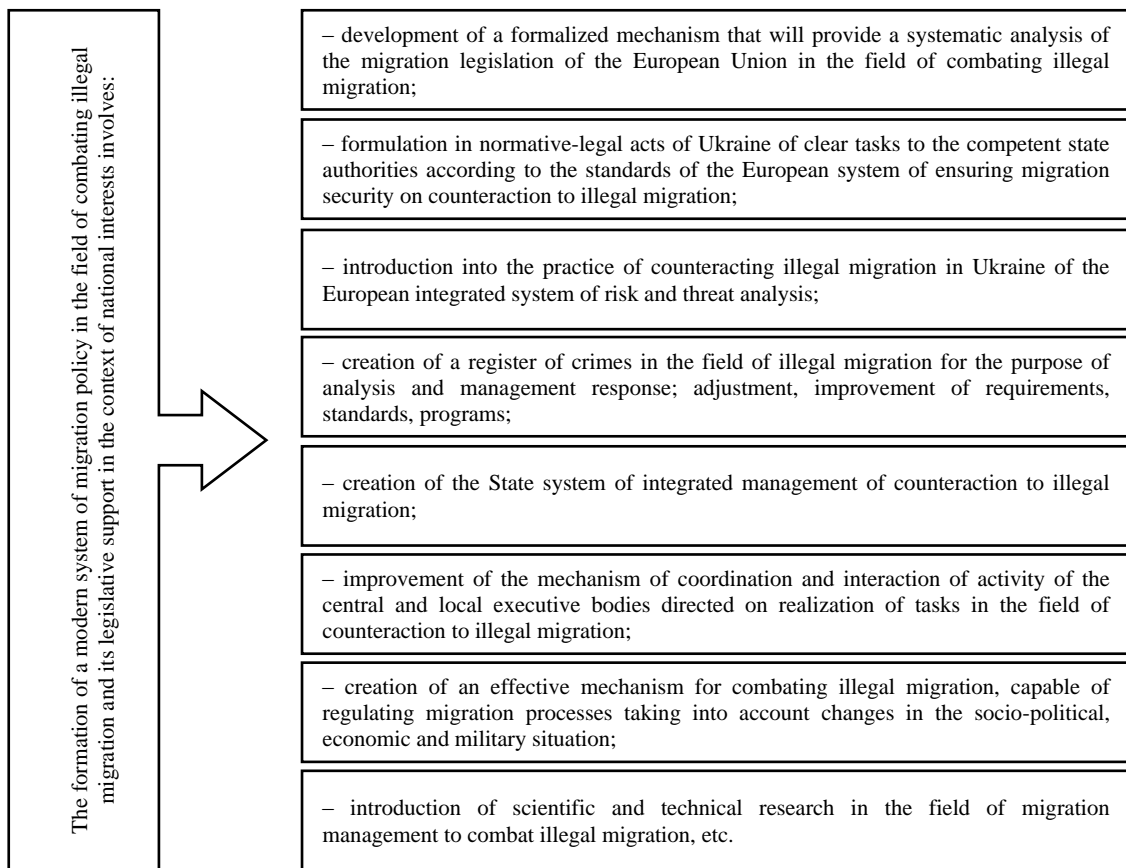 The formation of a modern system of migration policy in the field of combating illegal
migration and its legislative support in the context of national interests involves:
– development of a formalized mechanism that will provide a systematic analysis of
the migration legislation of the European Union in the field of combating illegal
migration;
– formulation in normative-legal acts of Ukraine of clear tasks to the competent state
authorities according to the standards of the European system of ensuring migration
security on counteraction to illegal migration;
– introduction into the practice of counteracting illegal migration in Ukraine of the
European integrated system of risk and threat analysis;
– creation of a register of crimes in the field of illegal migration for the purpose of
analysis and management response; adjustment, improvement of requirements,
standards, programs;
– creation of the State system of integrated management of counteraction to illegal
migration;
– improvement of the mechanism of coordination and interaction of activity of the
central and local executive bodies directed on realization of tasks in the field of
counteraction to illegal migration;
– creation of an effective mechanism for combating illegal migration, capable of
regulating migration processes taking into account changes in the socio-political,
economic and military situation;
– introduction of scientific and technical research in the field of migration
management to combat illegal migration, etc.